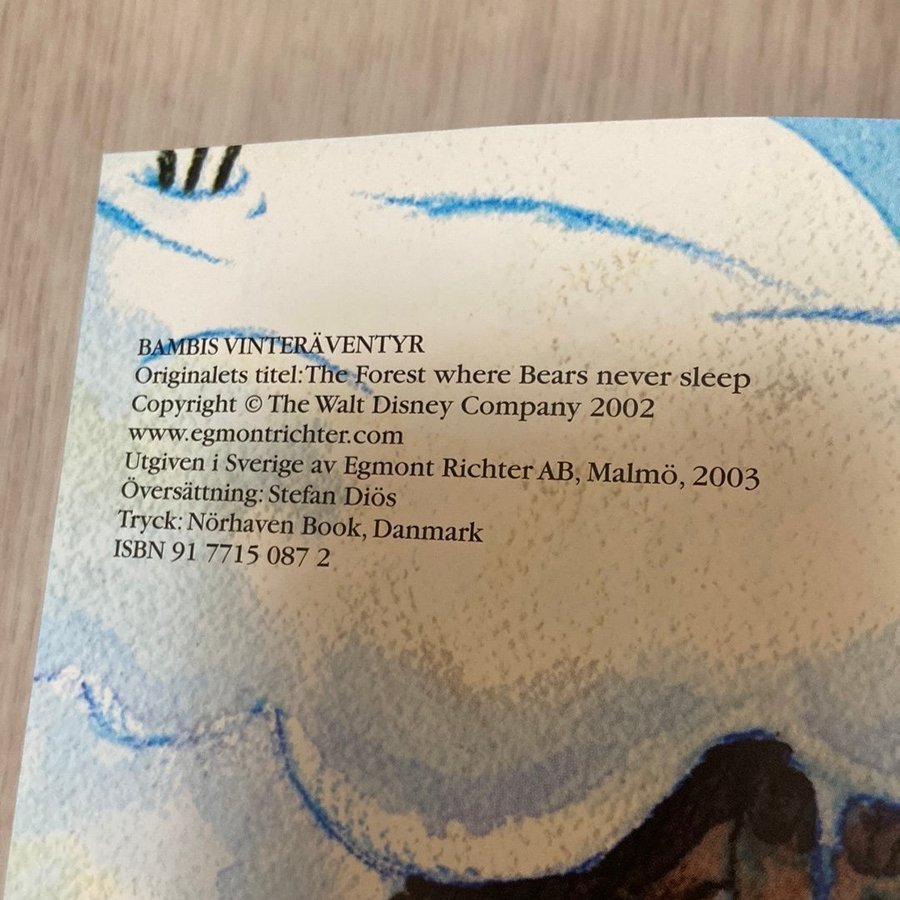 BAMBIS VINTERÄVENTYR
Originalets titel: The Forest where Bears never sleep
Copyright © The Walt Disney Company 2002
www.egmontrichter.com
Utgiven i Sverige av Egmont Richter AB, Malmö, 2003
Översättning: Stefan Diös
Tryck: Nörhaven Book, Danmark
ISBN 91 7715 087 2